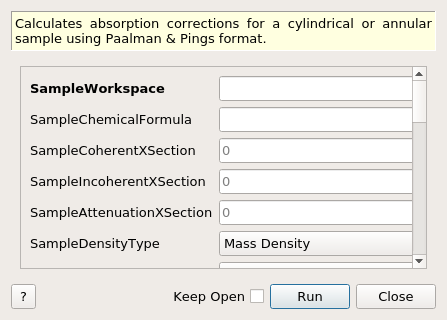 Calculates absorption corrections for a cylindrical or annular
sample using Paalman & Pings format.
SampleWorkspace
SampleChemicalFormula
SampleCoherentXSection 0
SampleIncoherentXSection 0
SampleAttenuationXSection 0
SampleDensityType Mass Density
? Keep Open Run Close